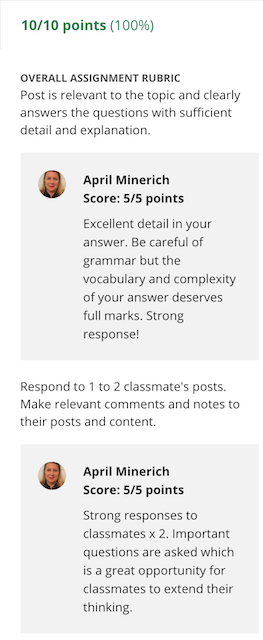 10/10 points (100%)
OVERALL ASSIGNMENT RUBRIC
Post is relevant to the topic and clearly
answers the questions with sufficient
detail and explanation.
April Minerich
Score: 5/5 points
Excellent detail in your
answer. Be careful of
grammar but the
vocabulary and complexity
of your answer deserves
full marks. Strong
response!
Respond to 1 to 2 classmate's posts.
Make relevant comments and notes to
their posts and content.
April Minerich
Score: 5/5 points
Strong responses to
classmates x 2. Important
questions are asked which
is a great opportunity for
classmates to extend their
thinking.